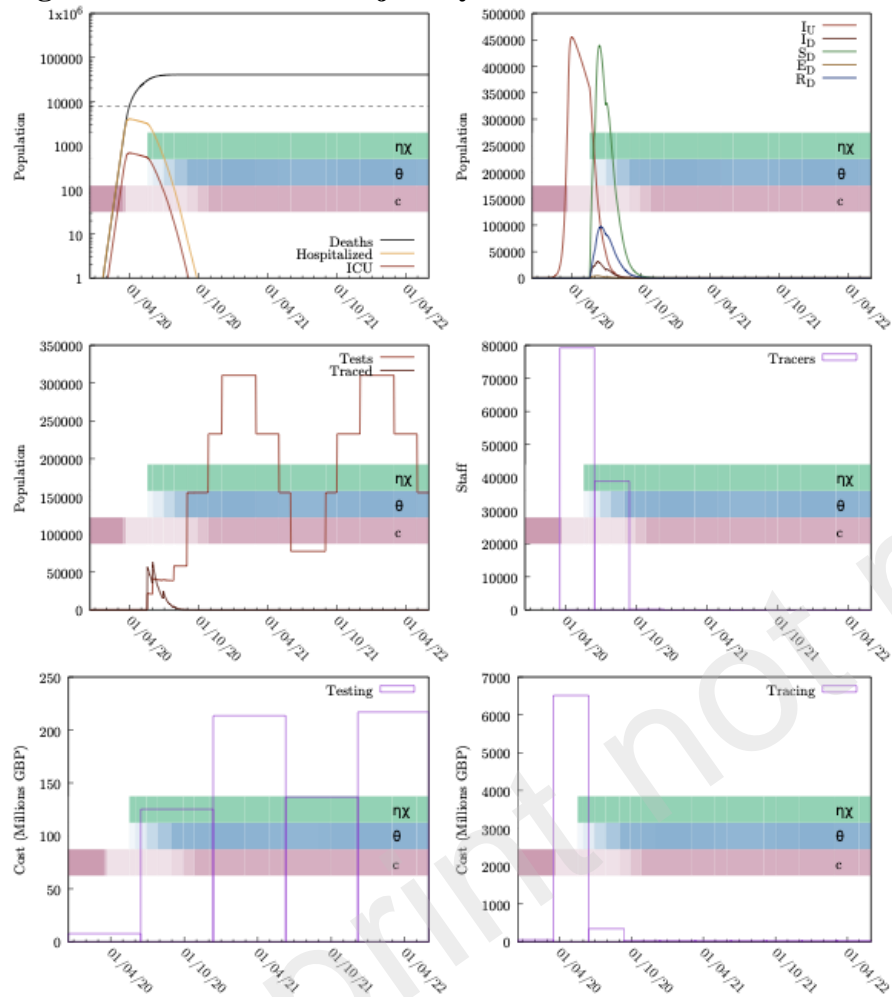 1x10⁶
100000
10000
1000
100
10
1
Population
ηχ
θ
c
Deaths
Hospitalized
ICU
01/04/20
01/10/20
01/04/21
01/10/21
01/04/22
500000
450000
400000
350000
300000
250000
200000
150000
100000
50000
0
Population
I_U
I_D
S_D
E_D
R_D
ηχ
θ
c
01/04/20
01/10/20
01/04/21
01/10/21
01/04/22
350000
300000
250000
200000
150000
100000
50000
0
Population
Tests
Traced
ηχ
θ
c
01/04/20
01/10/20
01/04/21
01/10/21
01/04/22
80000
70000
60000
50000
40000
30000
20000
10000
0
Staff
Tracers
ηχ
θ
c
01/04/20
01/10/20
01/04/21
01/10/21
01/04/22
250
200
150
100
50
0
Cost (Millions GBP)
Testing
ηχ
θ
c
01/04/20
01/10/20
01/04/21
01/10/21
01/04/22
7000
6000
5000
4000
3000
2000
1000
0
Cost (Millions GBP)
Tracing
ηχ
θ
c
01/04/20
01/10/20
01/04/21
01/10/21
01/04/22
print not